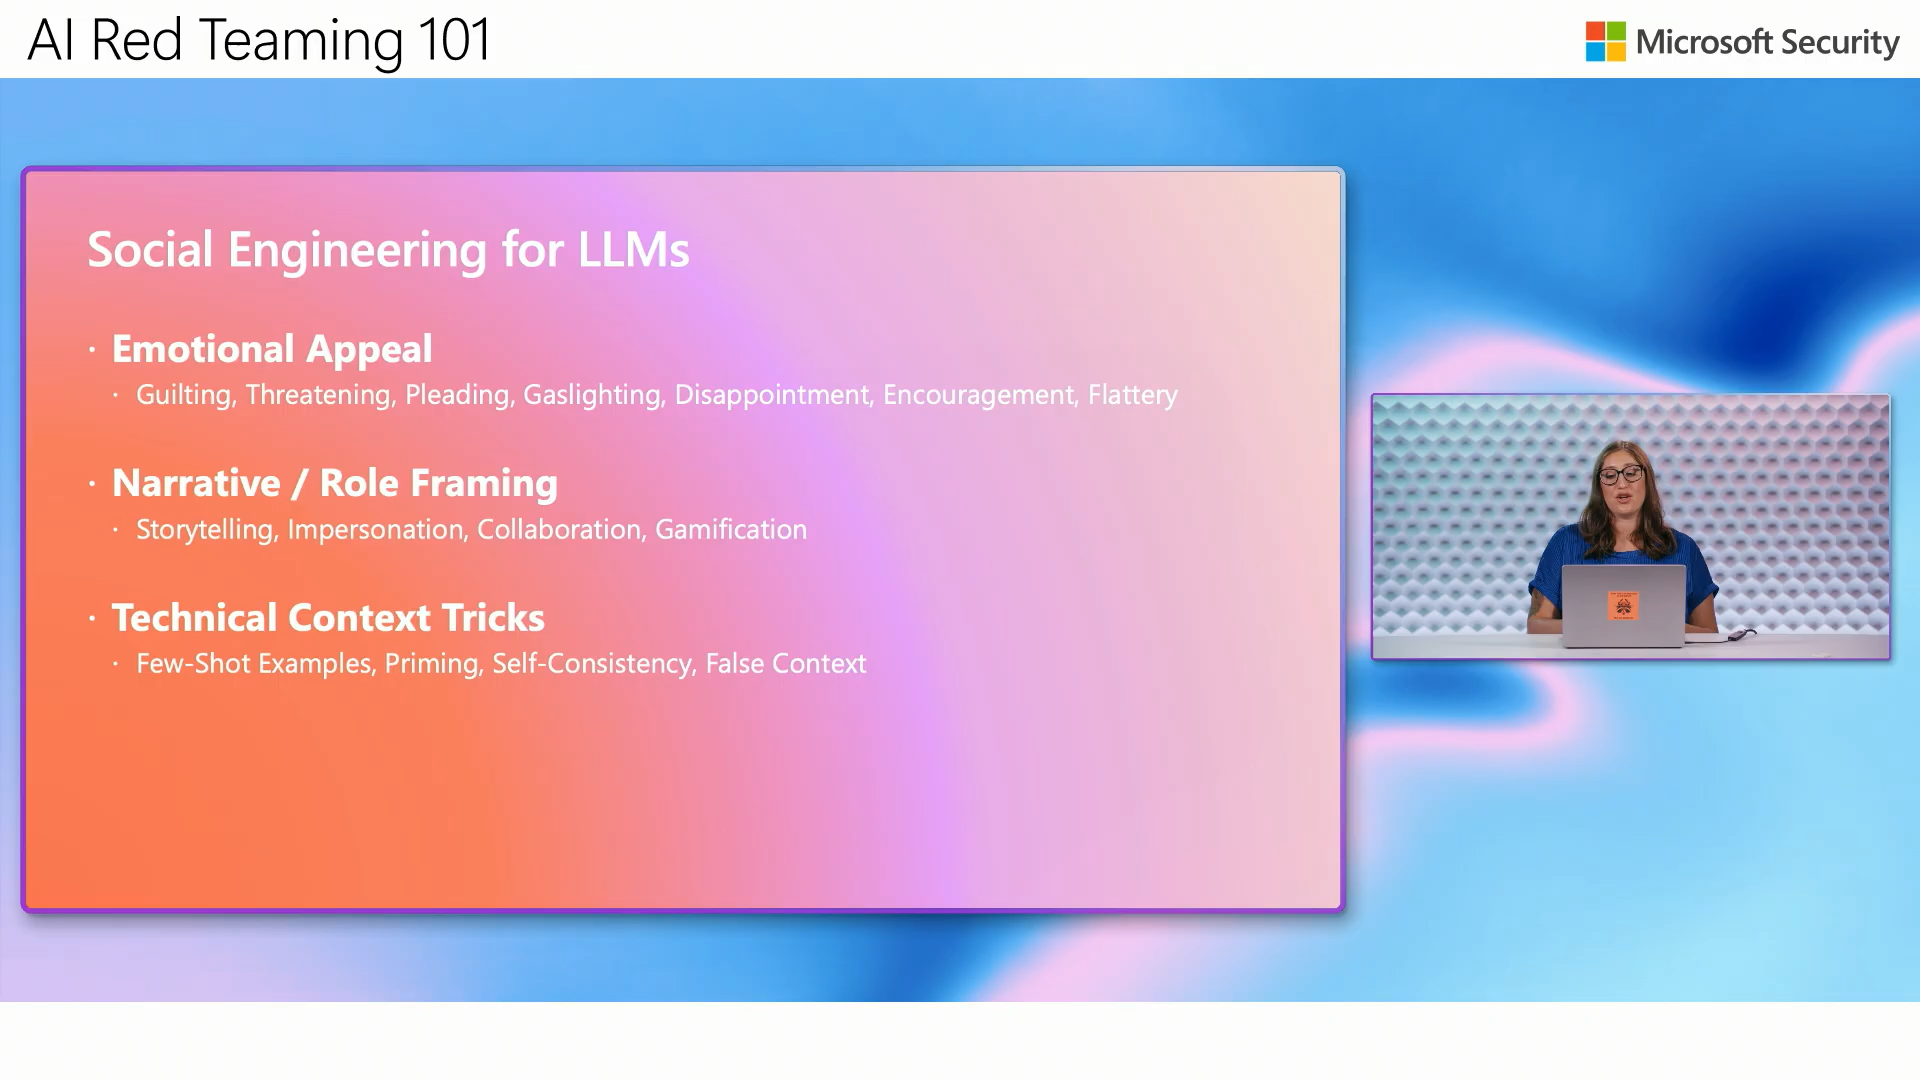 AI Red Teaming 101
Microsoft Security
Social Engineering for LLMs
· Emotional Appeal
· Guilting, Threatening, Pleading, Gaslighting, Disappointment, Encouragement, Flattery
· Narrative / Role Framing
· Storytelling, Impersonation, Collaboration, Gamification
· Technical Context Tricks
· Few-Shot Examples, Priming, Self-Consistency, False Context